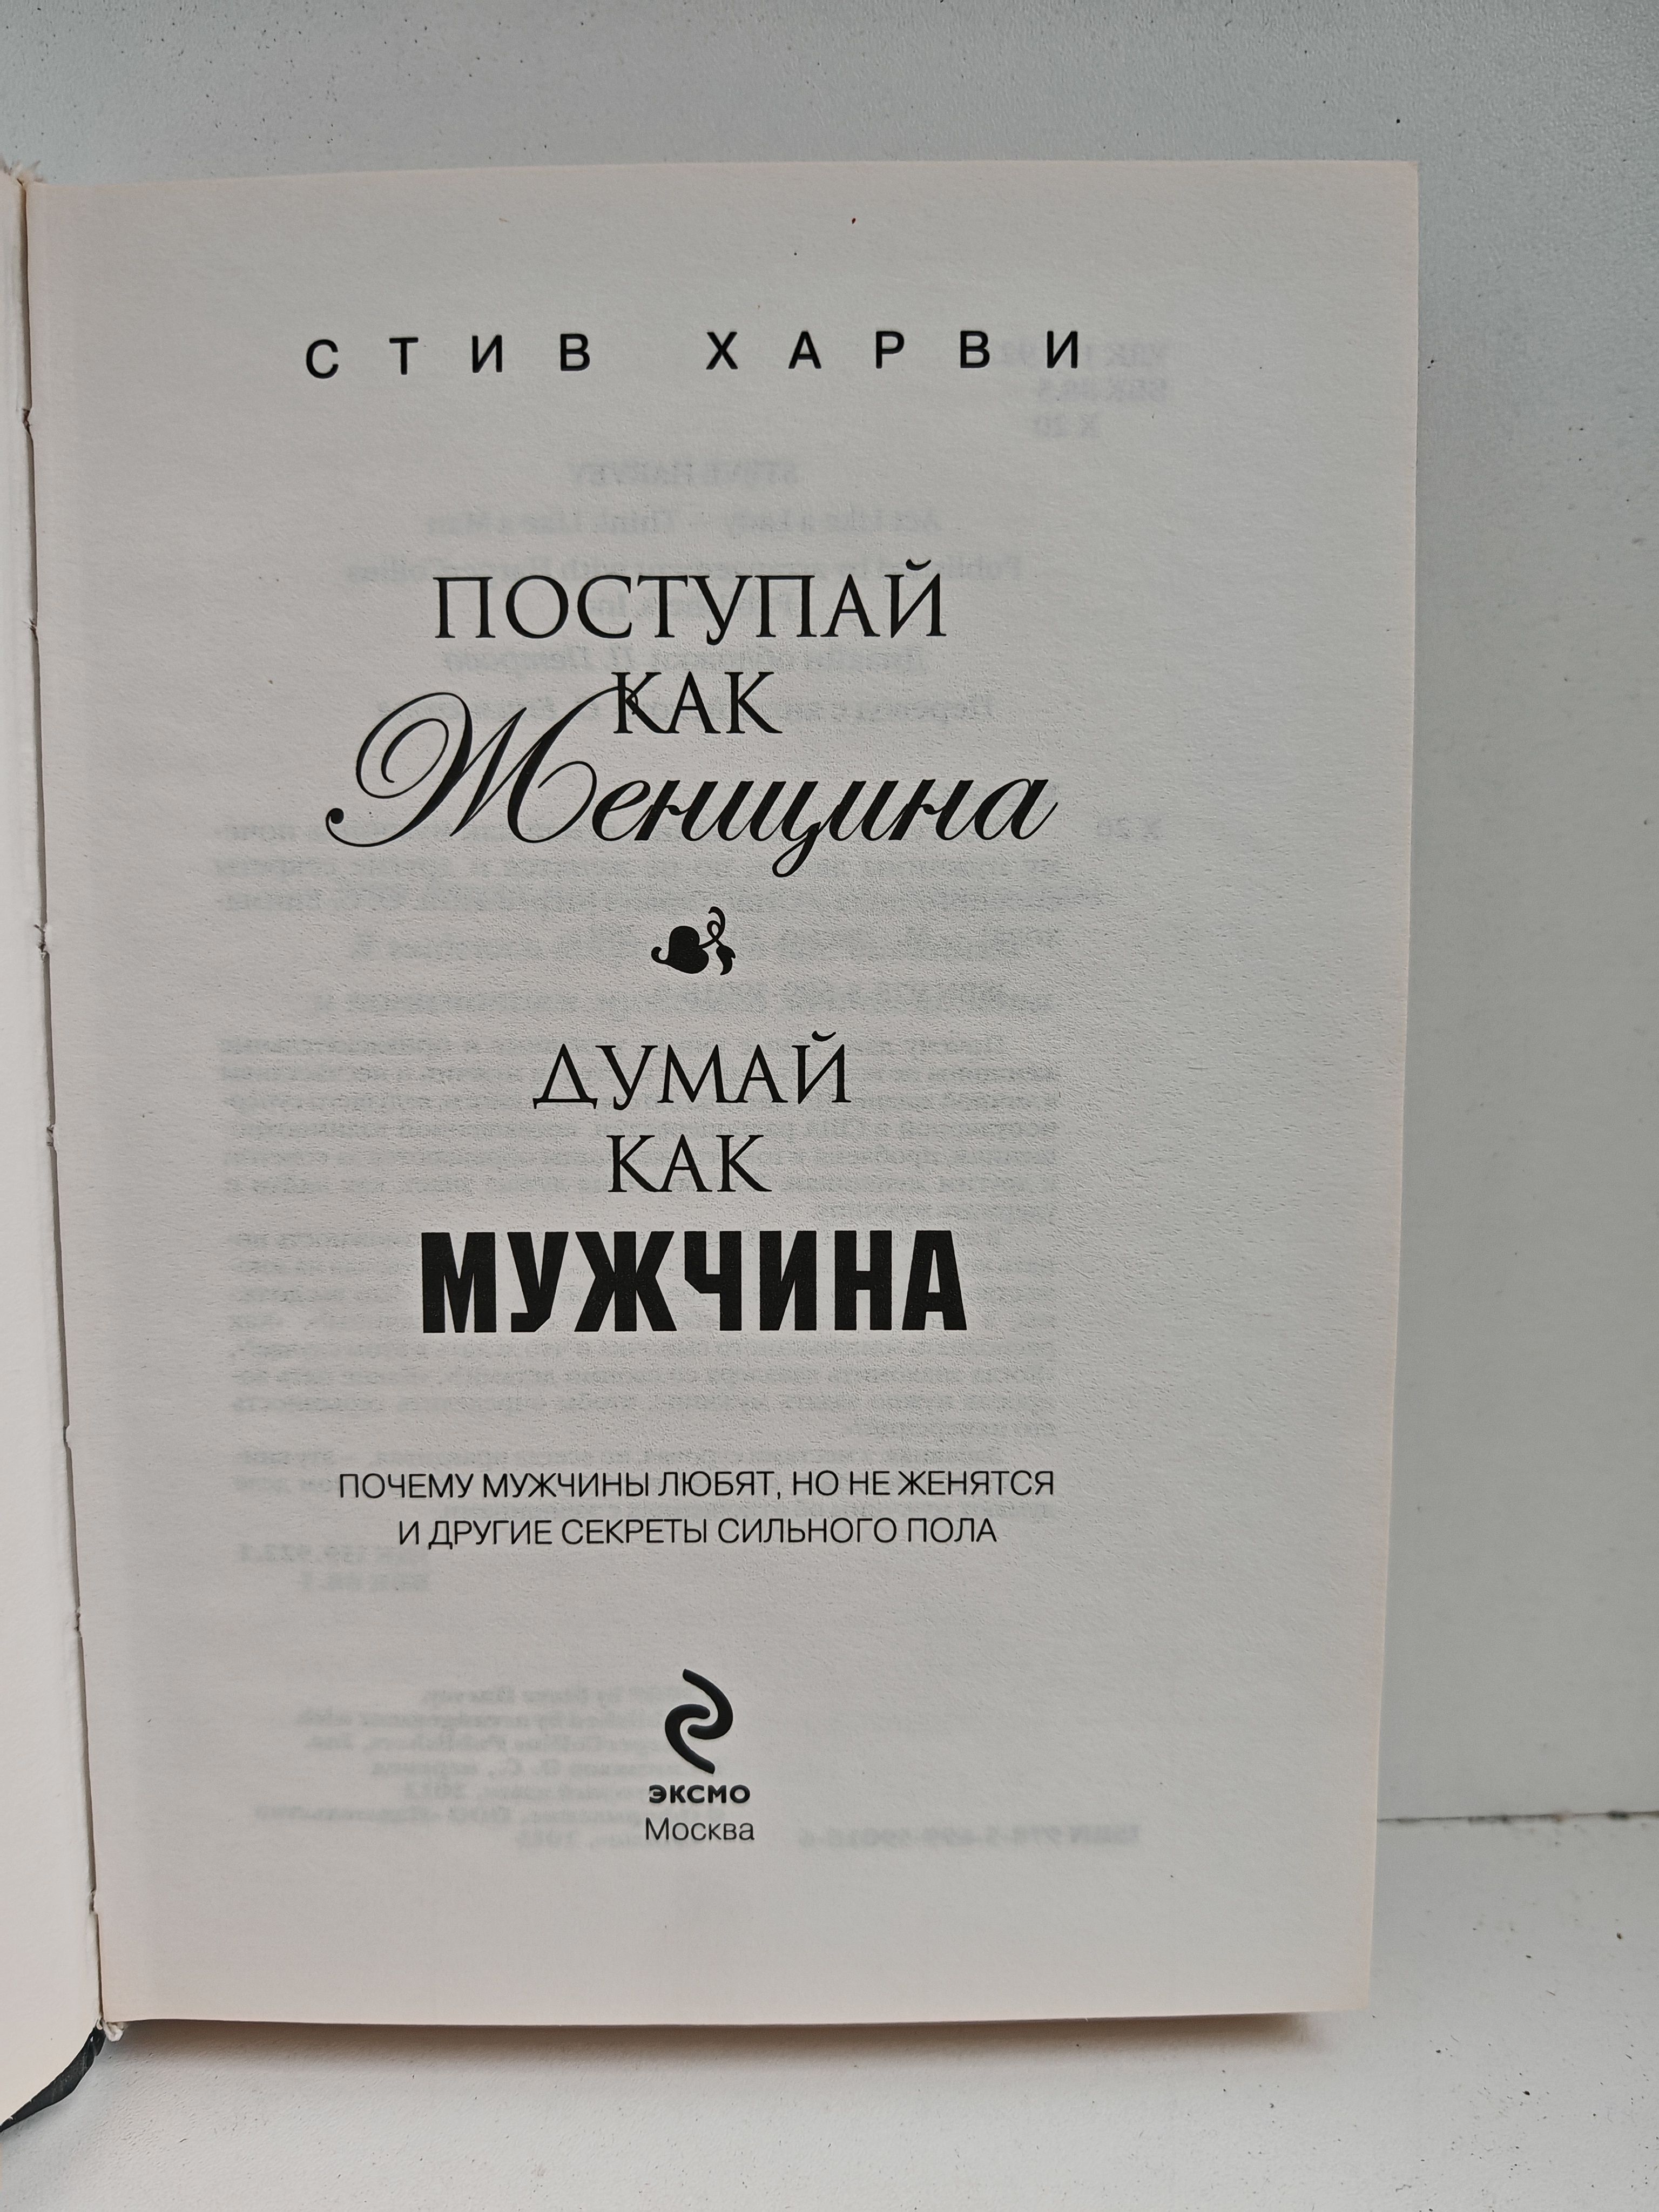 СТИВ ХАРВИ
ПОСТУПАЙ
КАК
Женщина
ДУМАЙ
КАК
МУЖЧИНА
ПОЧЕМУ МУЖЧИНЫ ЛЮБЯТ, НО НЕ ЖЕНЯТСЯ
И ДРУГИЕ СЕКРЕТЫ СИЛЬНОГО ПОЛА
ЭКСМО
Москва